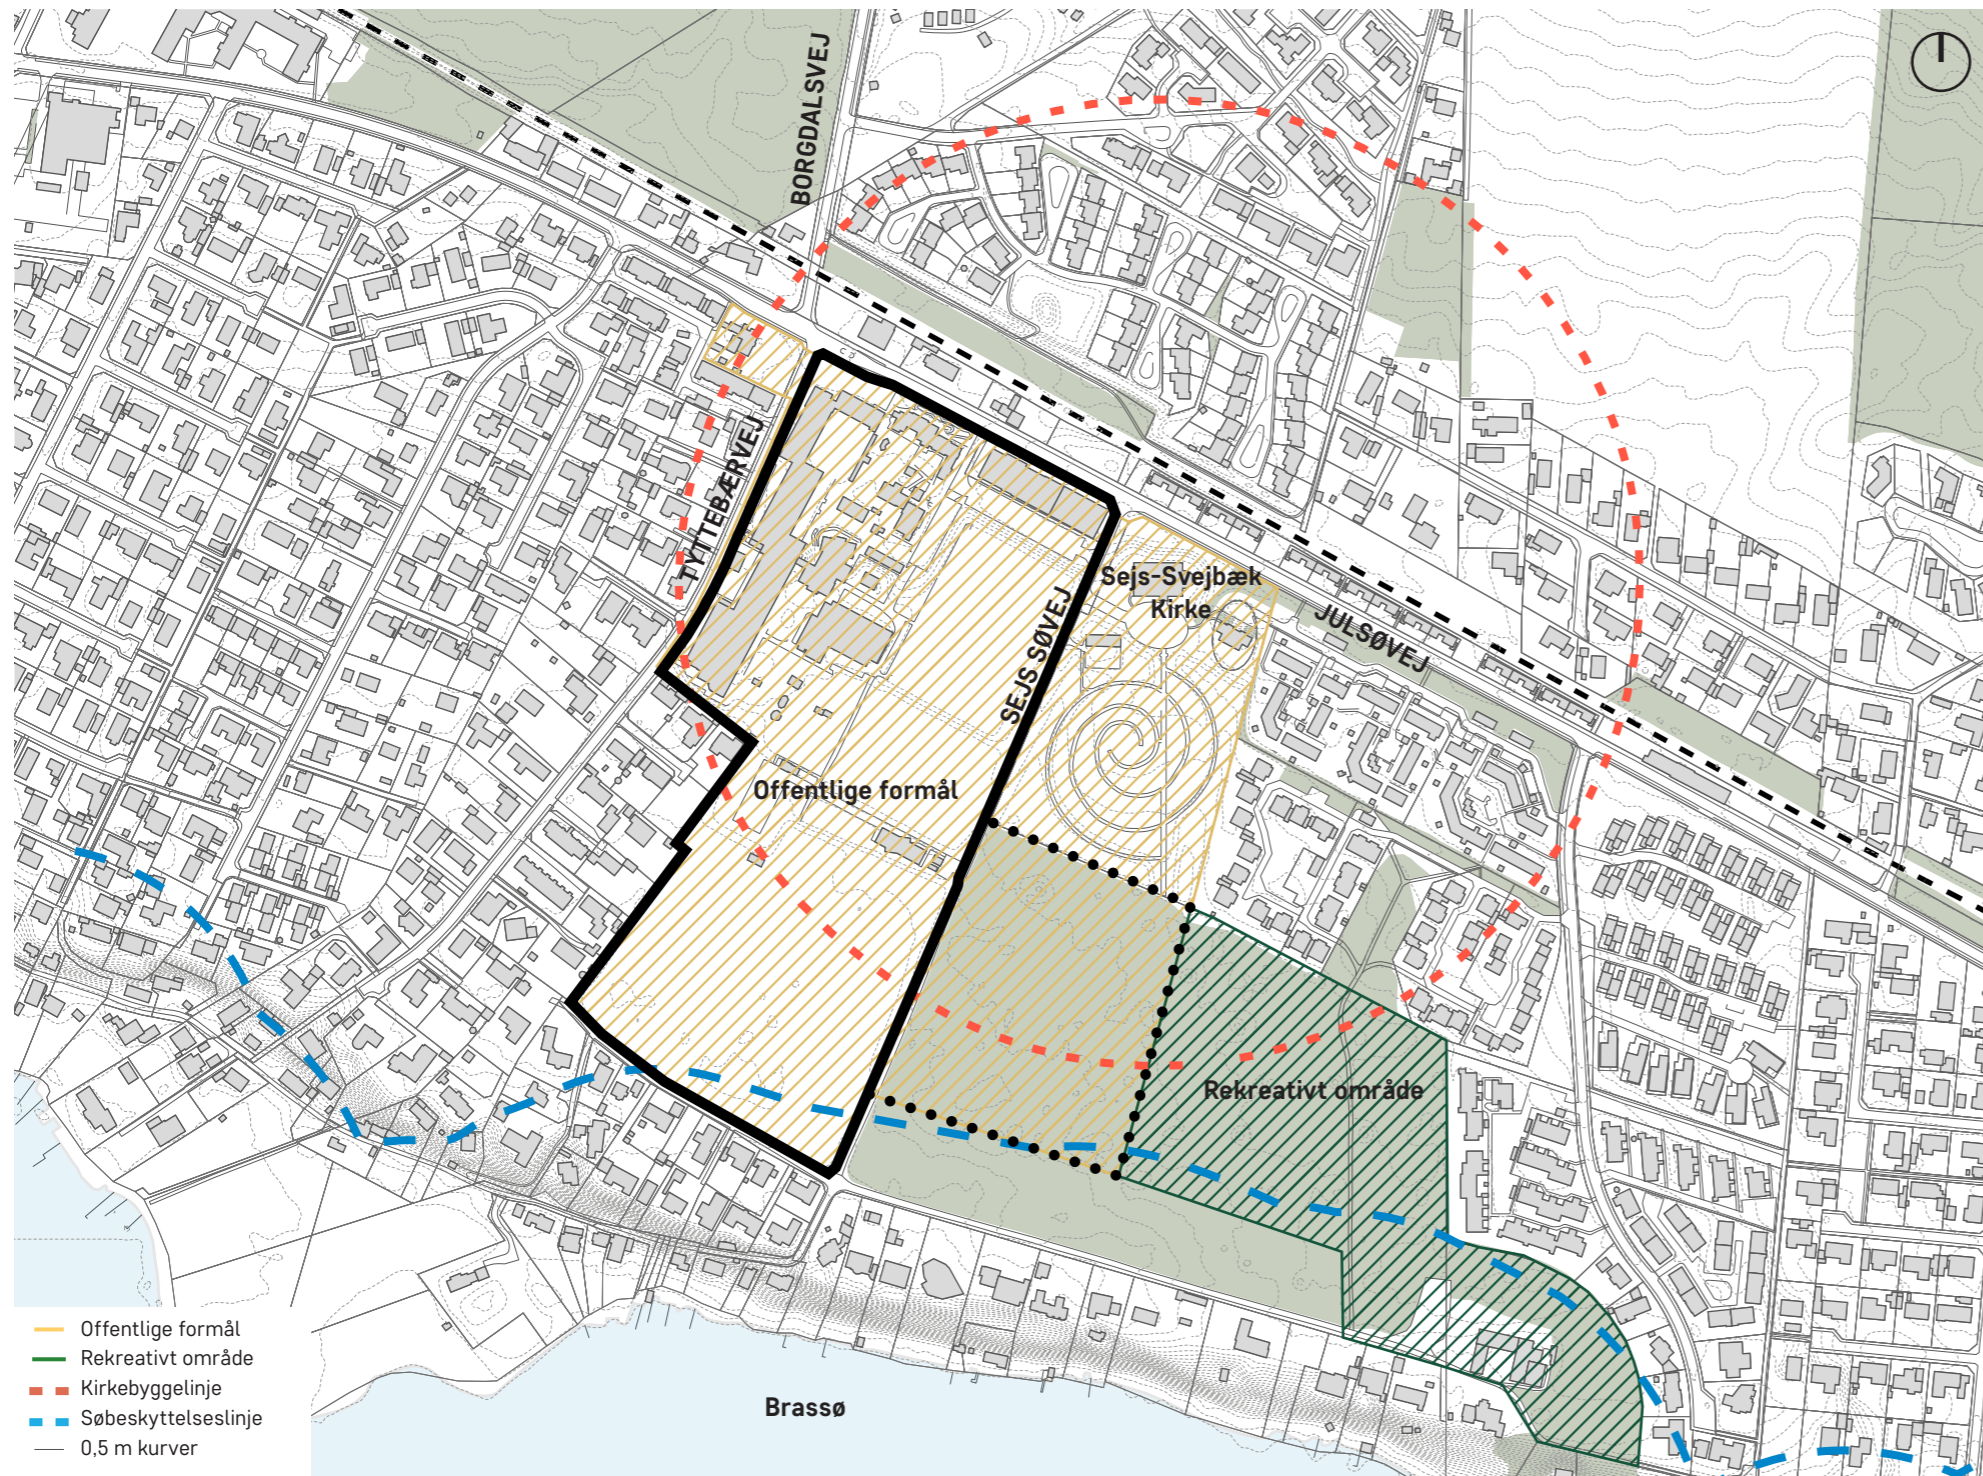 BORGDALSVEJ
TYTTEBÆRVEJ
Sejs-Svejbæk
Kirke
JULSØVEJ
SEJS SØVEJ
Offentlige formål
Rekreativt område
Offentlige formål
Rekreativt område
Kirkebyggelinje
Søbeskyttelseslinje
0,5 m kurver
Brassø